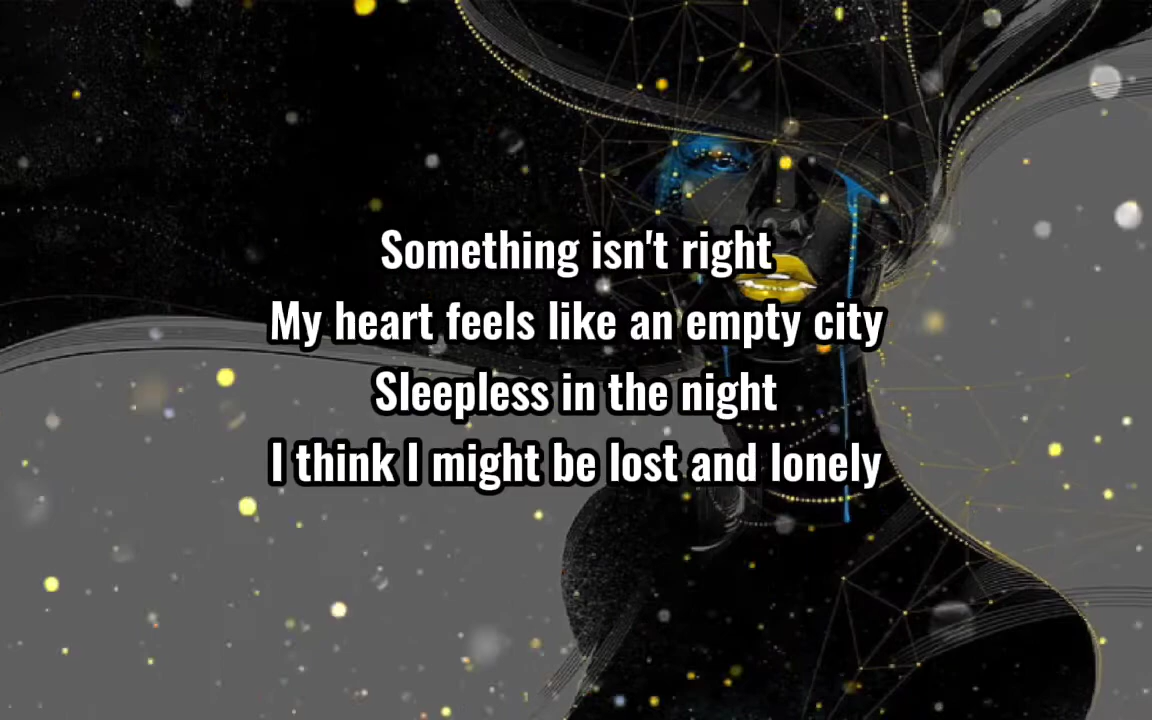 Something isn't right
My heart feels like an empty city
Sleepless in the night
I think I might be lost and lonely